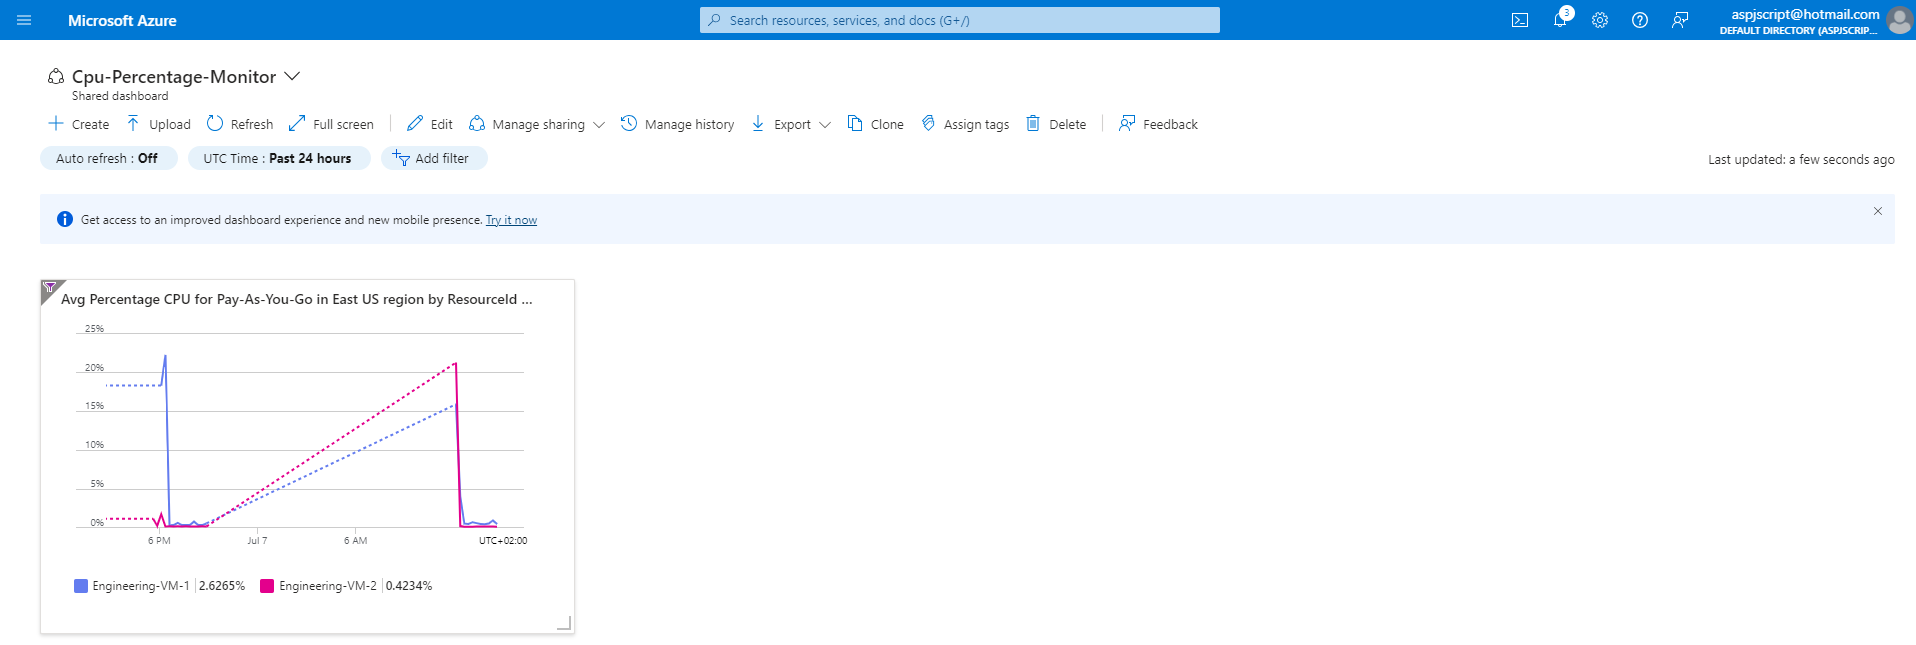 Microsoft Azure
Search resources, services, and docs (G+/)
3
aspjscript@hotmail.com
DEFAULT DIRECTORY (ASPJSCRIP...
Cpu-Percentage-Monitor
Shared dashboard
Create Upload Refresh Full screen Edit Manage sharing Manage history Export Clone Assign tags Delete Feedback
Auto refresh : Off UTC Time : Past 24 hours Add filter
Last updated: a few seconds ago
Get access to an improved dashboard experience and new mobile presence. Try it now
Avg Percentage CPU for Pay-As-You-Go in East US region by ResourceId ...
25%
20%
15%
10%
5%
0%
6 PM Jul 7 6 AM UTC+02:00
Engineering-VM-1 2.6265% Engineering-VM-2 0.4234%